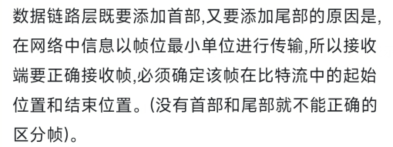 数据链路层既要添加首部,又要添加尾部的原因是,
在网络中信息以帧位最小单位进行传输,所以接收
端要正确接收帧,必须确定该帧在比特流中的起始
位置和结束位置。(没有首部和尾部就不能正确的
区分帧)。